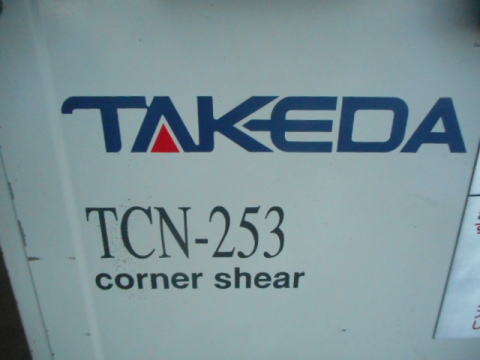 TAKEDA
TCN-253
corner shear